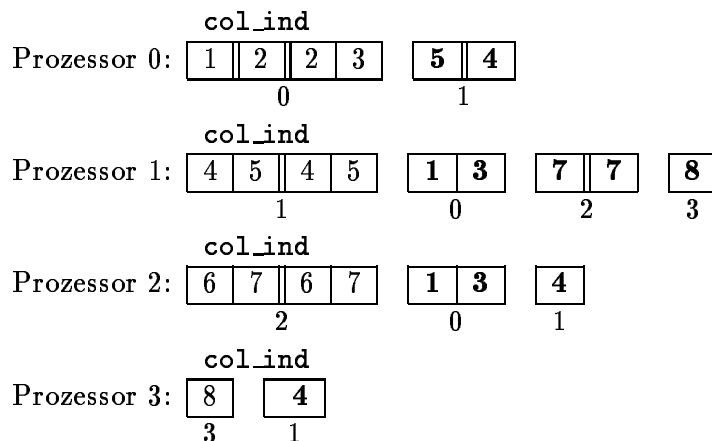 col_ind
Prozessor 0: 1 2 2 3 5 4
0 1
col_ind
Prozessor 1: 4 5 4 5 1 3 7 7 8
1 0 2 3
col_ind
Prozessor 2: 6 7 6 7 1 3 4
2 0 1
col_ind
Prozessor 3: 8 4
3 1